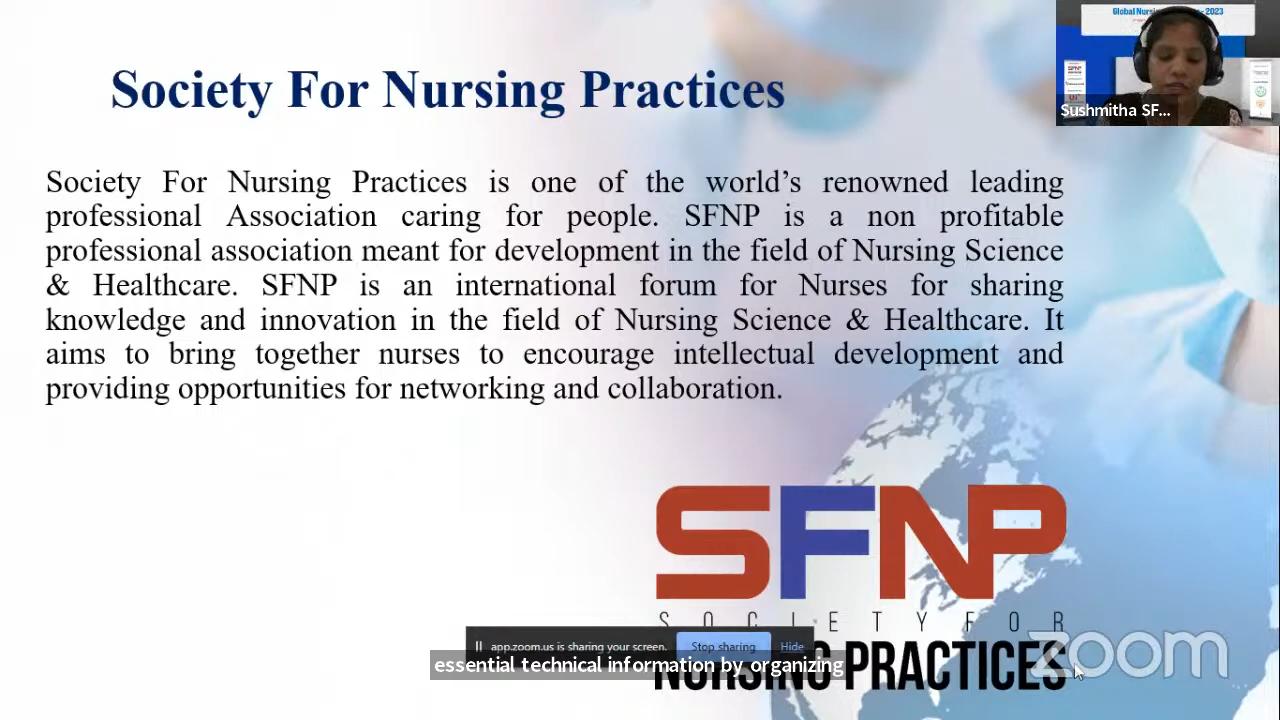 Society For Nursing Practices
Global Nursing
2023
SFNP
Sushmitha SF...
Society For Nursing Practices is one of the world's renowned leading
professional Association caring for people. SFNP is a non profitable
professional association meant for development in the field of Nursing Science
& Healthcare. SFNP is an international forum for Nurses for sharing
knowledge and innovation in the field of Nursing Science & Healthcare. It
aims to bring together nurses to encourage intellectual development and
providing opportunities for networking and collaboration.
SFNP
SOCIETY FOR
app.zoom.us is sharing your screen. Stop sharing Hide
essential technical information by organizing
NURSING PRACTICES
zoom